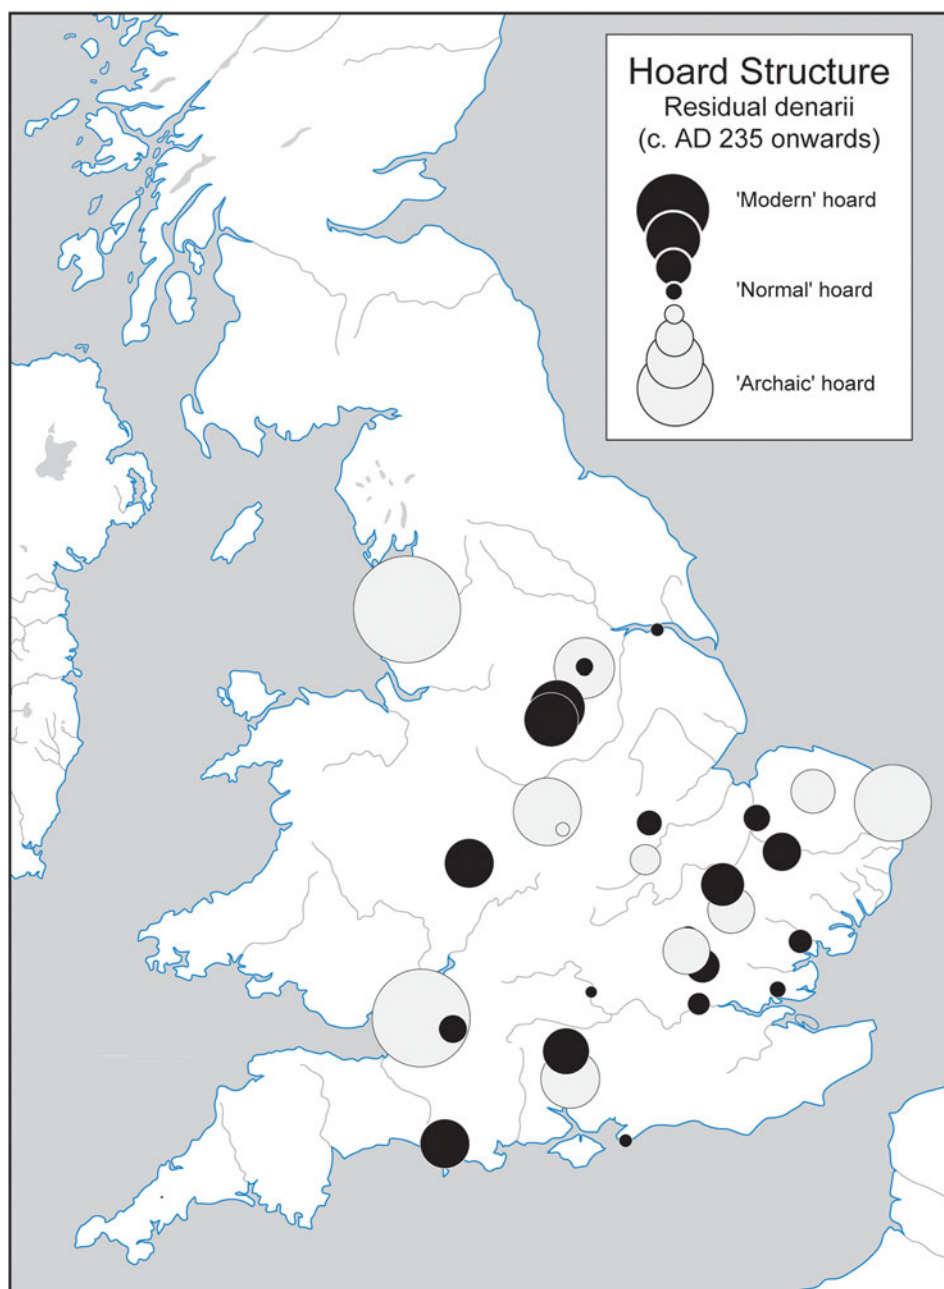 Hoard Structure
Residual denarii
(c. AD 235 onwards)
'Modern' hoard
'Normal' hoard
'Archaic' hoard